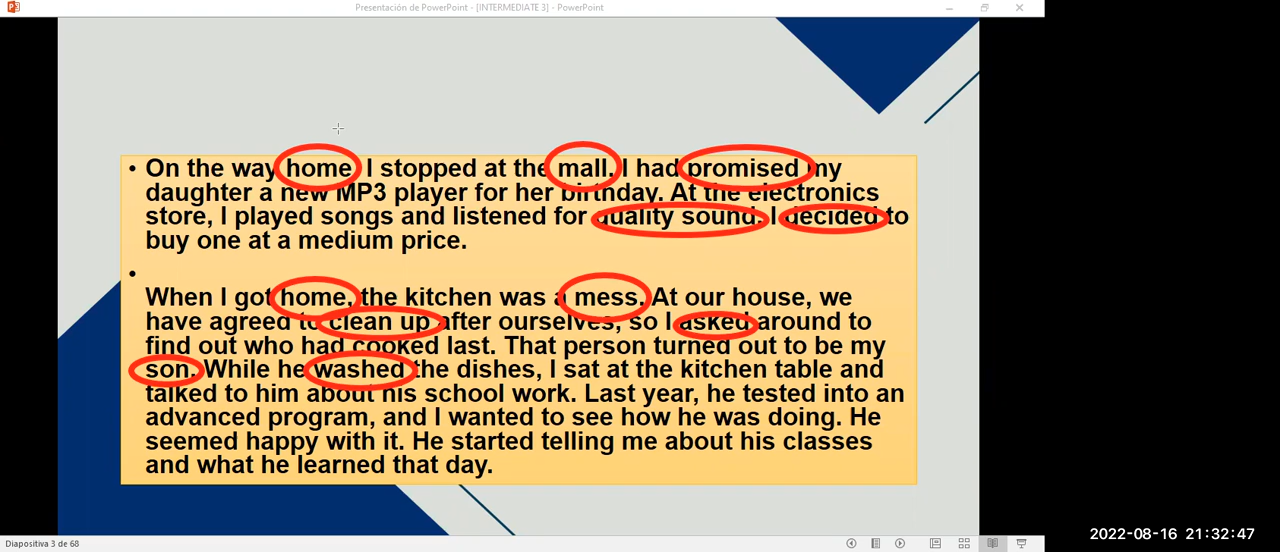 Presentación de PowerPoint - [INTERMEDIATE 3] - PowerPoint
• On the way home, I stopped at the mall. I had promised my
daughter a new MP3 player for her birthday. At the electronics
store, I played songs and listened for quality sound. I decided to
buy one at a medium price.
•
When I got home, the kitchen was a mess. At our house, we
have agreed to clean up after ourselves, so I asked around to
find out who had cooked last. That person turned out to be my
son. While he washed the dishes, I sat at the kitchen table and
talked to him about his school work. Last year, he tested into an
advanced program, and I wanted to see how he was doing. He
seemed happy with it. He started telling me about his classes
and what he learned that day.
2022-08-16 21:32:47
Diapositiva 3 de 68